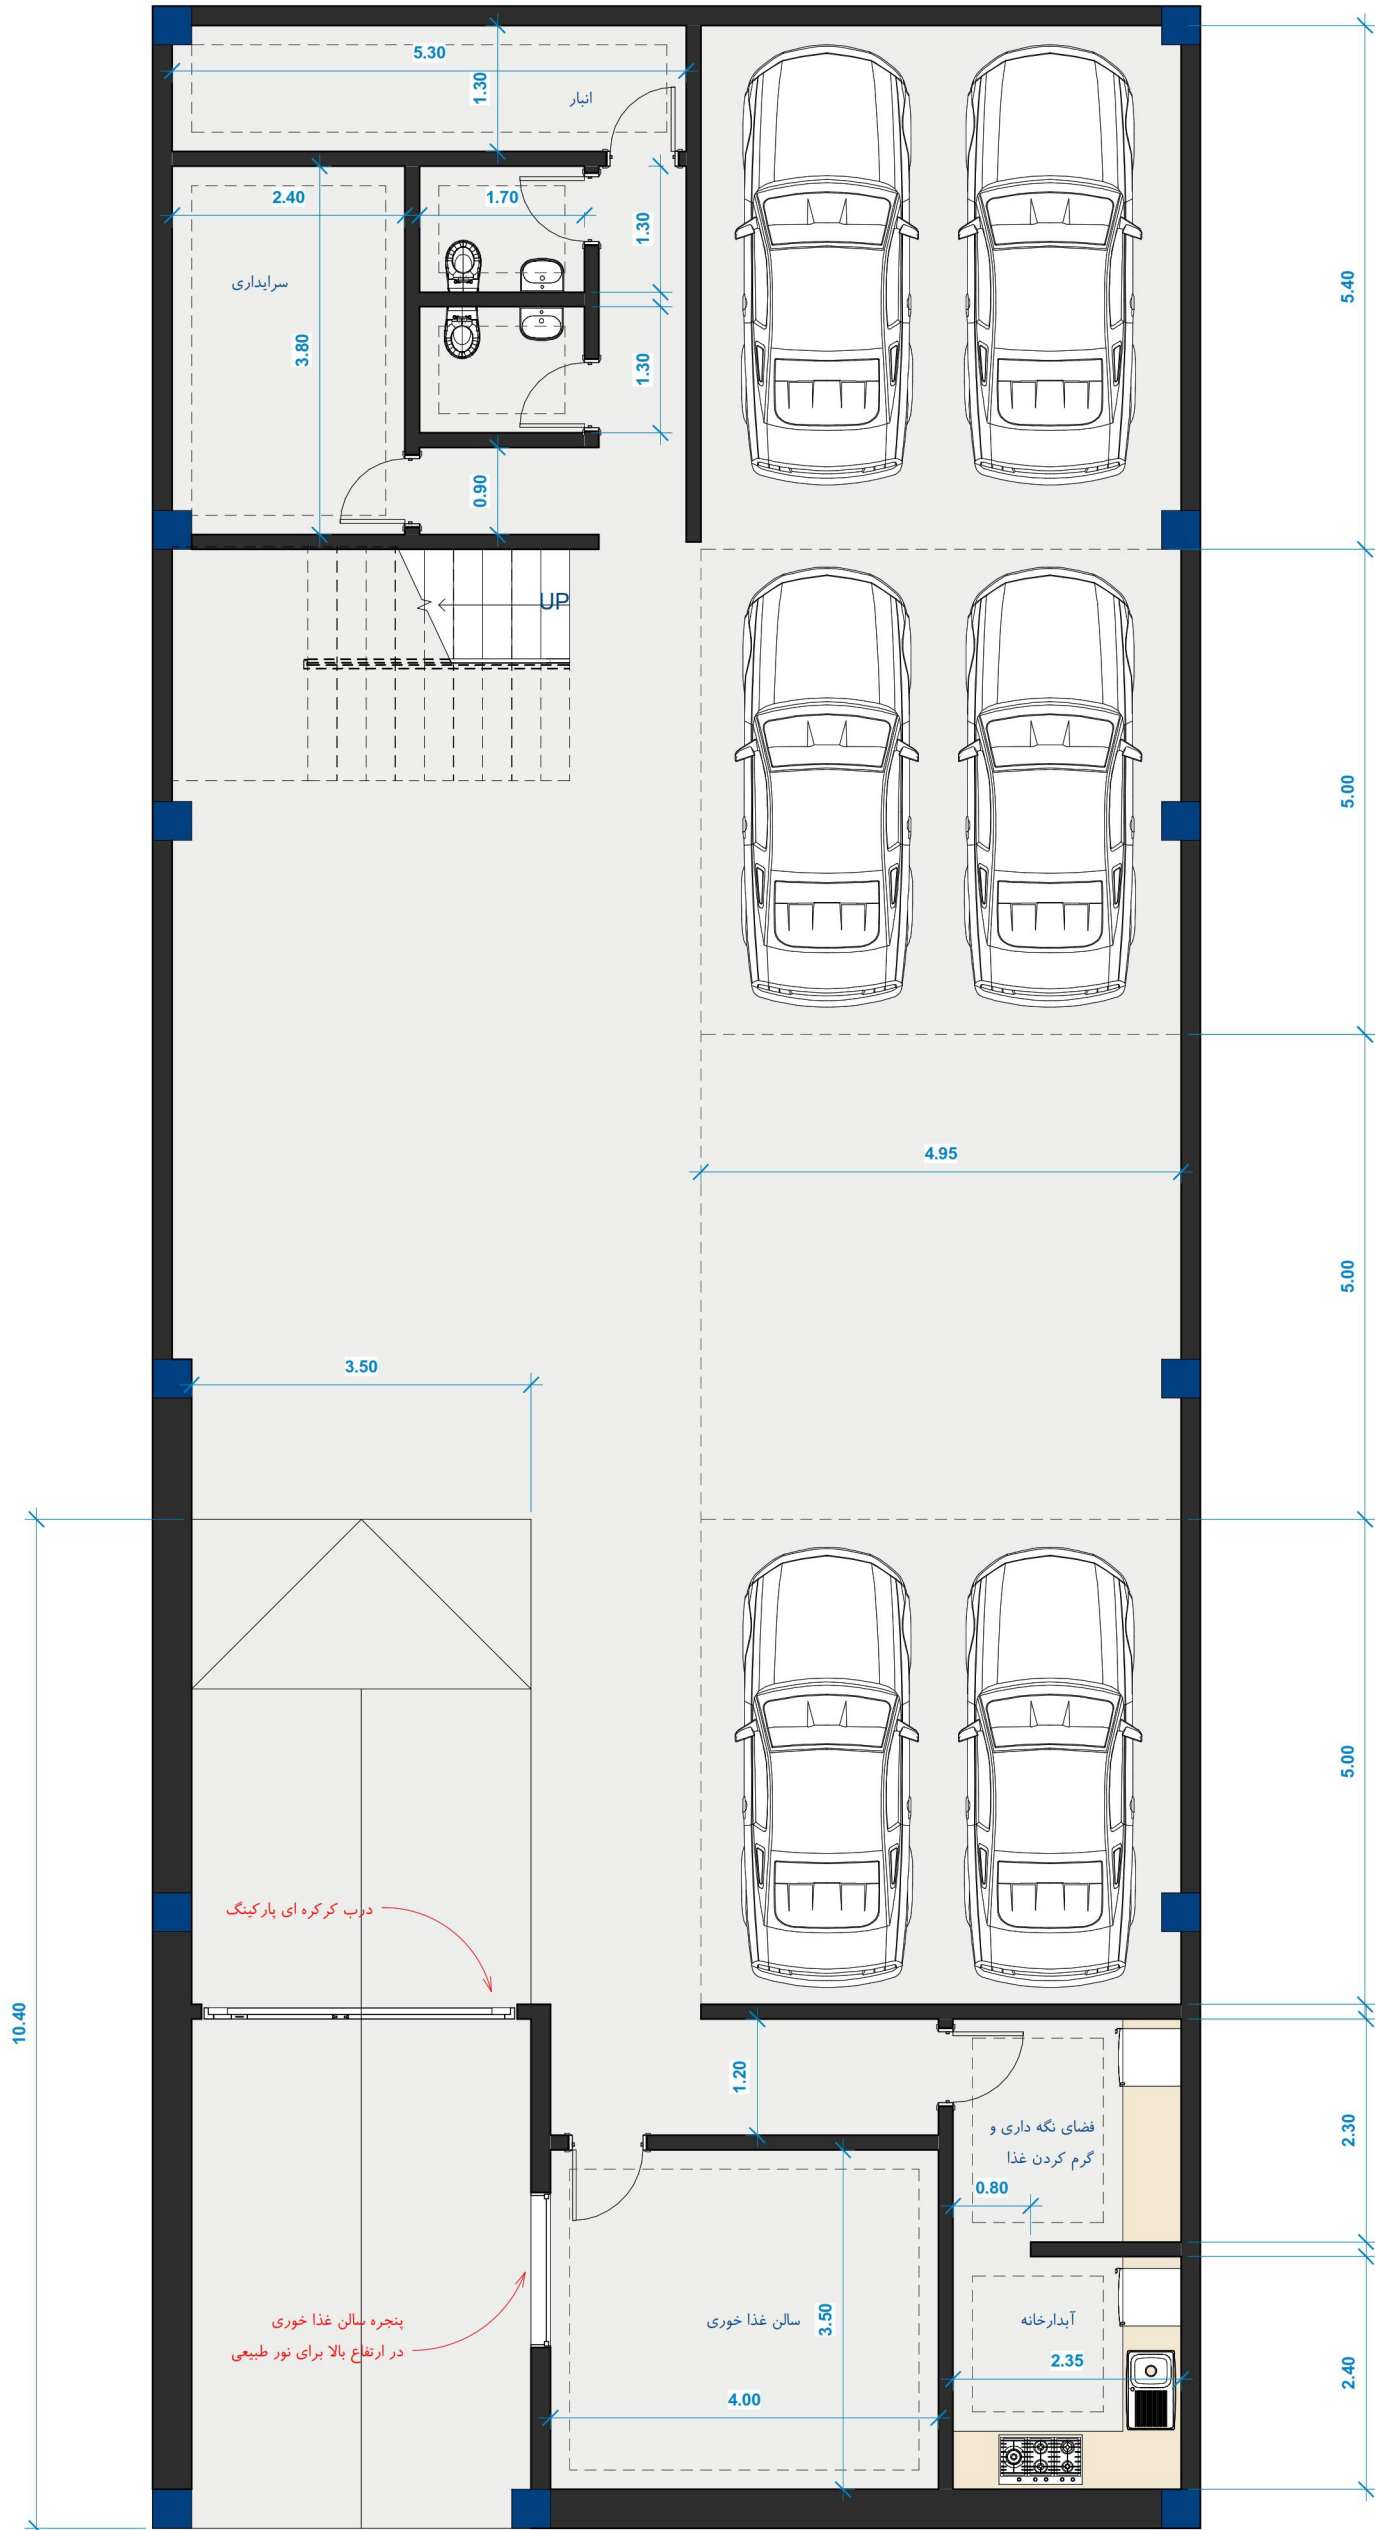 5.30
1.30
انبار
2.40
1.70
1.30
سرایداری
5.40
3.80
1.30
0.90
UP
5.00
4.95
5.00
3.50
5.00
درب کرکره ای پارکینگ
10.40
1.20
فضای نگه داری و
گرم کردن غذا
2.30
0.80
پنجره سالن غذا خوری
در ارتفاع بالا برای نور طبیعی
سالن غذا خوری
3.50
آبدارخانه
2.35
2.40
4.00